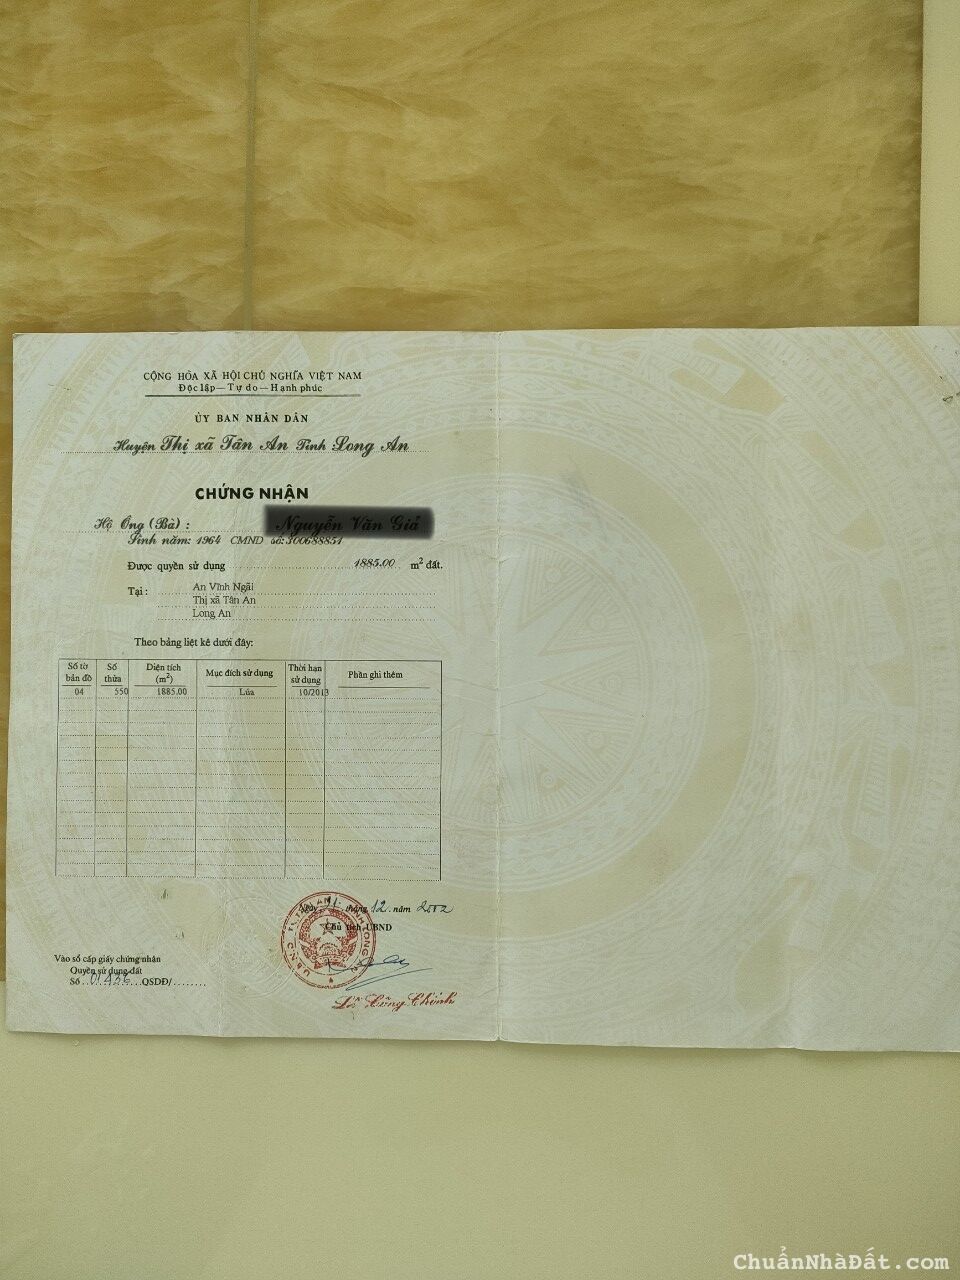 CỘNG HÒA XÃ HỘI CHỦ NGHĨA VIỆT NAM
Độc lập – Tự do – Hạnh phúc
ỦY BAN NHÂN DÂN
Huyện Thị xã Tân An Tỉnh Long An
CHỨNG NHẬN
Hộ Ông (Bà) : Nguyễn Văn Giả
Sinh năm: 1964 CMND số: 300688851
Được quyền sử dụng 1885.00 m² đất.
Tại : An Vĩnh Ngãi
Thị xã Tân An
Long An
Theo bảng liệt kê dưới đây:
Số tờ bản đồ Số thửa Diện tích (m²) Mục đích sử dụng Thời hạn sử dụng Phần ghi thêm
04 550 1885.00 Lúa 10/2013
Ngày 31 tháng 12 năm 2002
Chủ tịch UBND
Vào sổ cấp giấy chứng nhận
Quyền sử dụng đất
Số ... QSDĐ/
ChuẩnNhàĐất.com